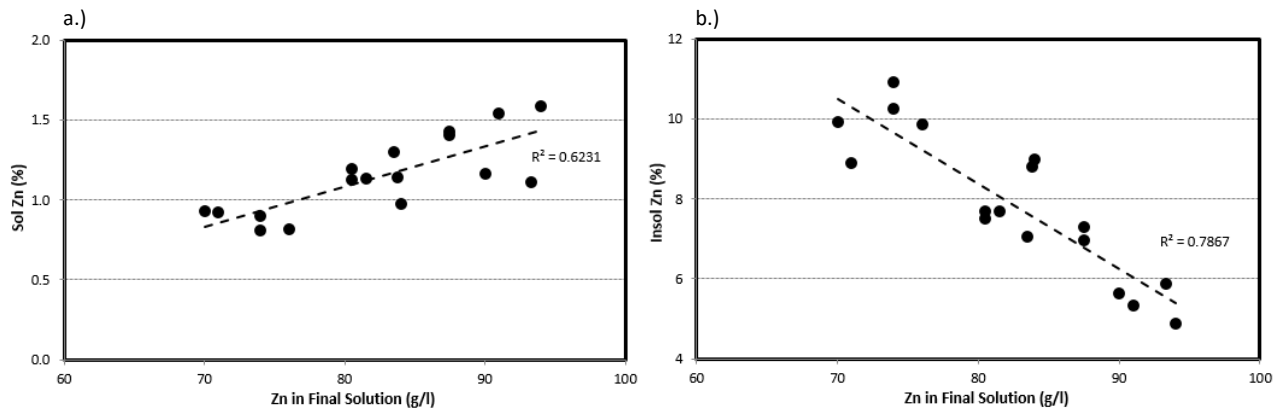 a.)
2.0
1.5
1.0
0.5
0.0
Sol Zn (%)
R² = 0.6231
60 70 80 90 100
Zn in Final Solution (g/l)
b.)
12
10
8
6
4
Insol Zn (%)
R² = 0.7867
60 70 80 90 100
Zn in Final Solution (g/l)